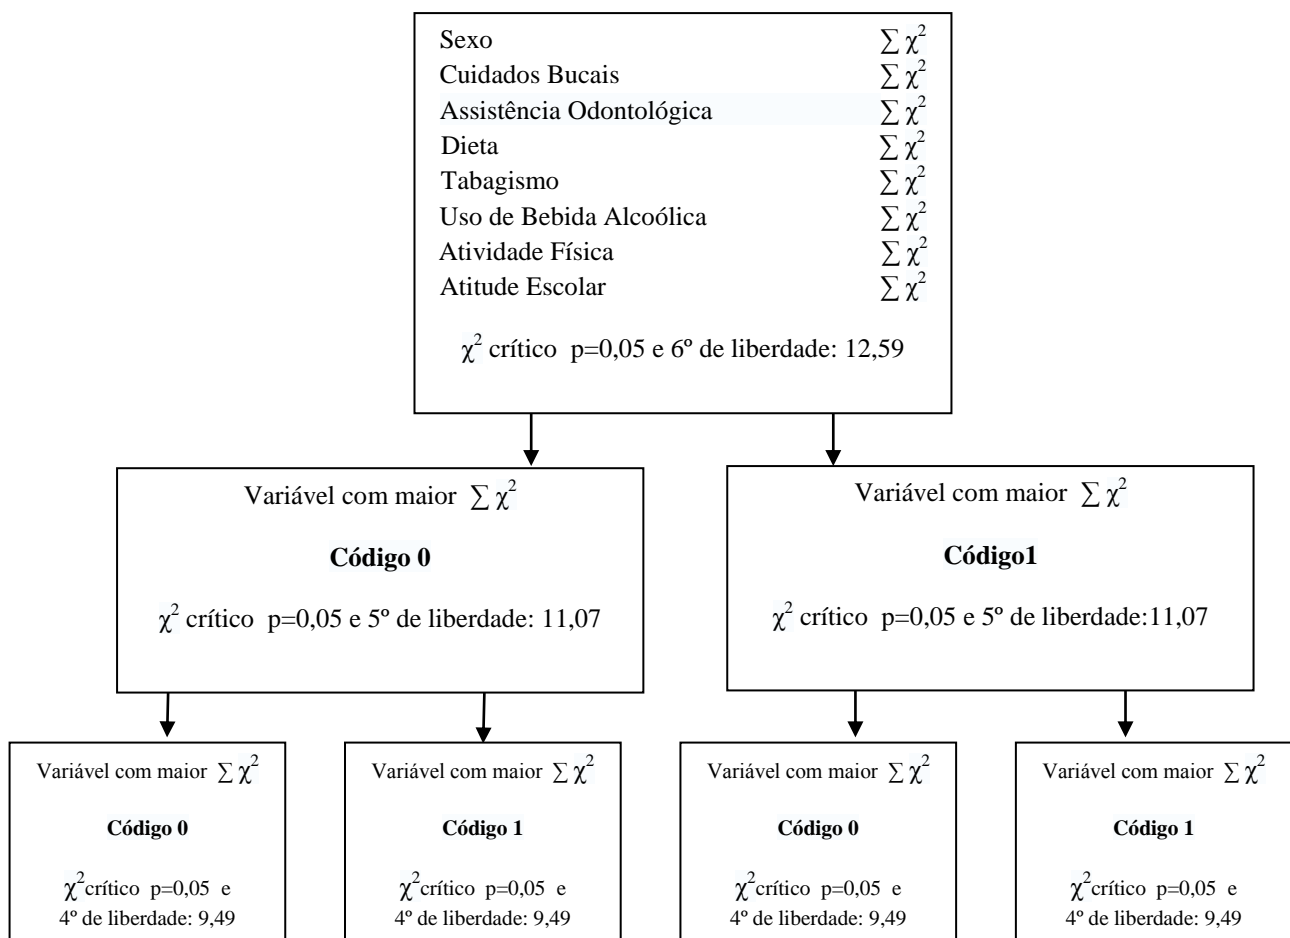 Sexo ∑ χ²
Cuidados Bucais ∑ χ²
Assistência Odontológica ∑ χ²
Dieta ∑ χ²
Tabagismo ∑ χ²
Uso de Bebida Alcoólica ∑ χ²
Atividade Física ∑ χ²
Atitude Escolar ∑ χ²
χ² crítico p=0,05 e 6º de liberdade: 12,59
Variável com maior ∑ χ²
Código 0
χ² crítico p=0,05 e 5º de liberdade: 11,07
Variável com maior ∑ χ²
Código1
χ² crítico p=0,05 e 5º de liberdade:11,07
Variável com maior ∑ χ²
Código 0
χ²crítico p=0,05 e
4º de liberdade: 9,49
Variável com maior ∑ χ²
Código 1
χ²crítico p=0,05 e
4º de liberdade: 9,49
Variável com maior ∑ χ²
Código 0
χ²crítico p=0,05 e
4º de liberdade: 9,49
Variável com maior ∑ χ²
Código 1
χ²crítico p=0,05 e
4º de liberdade: 9,49